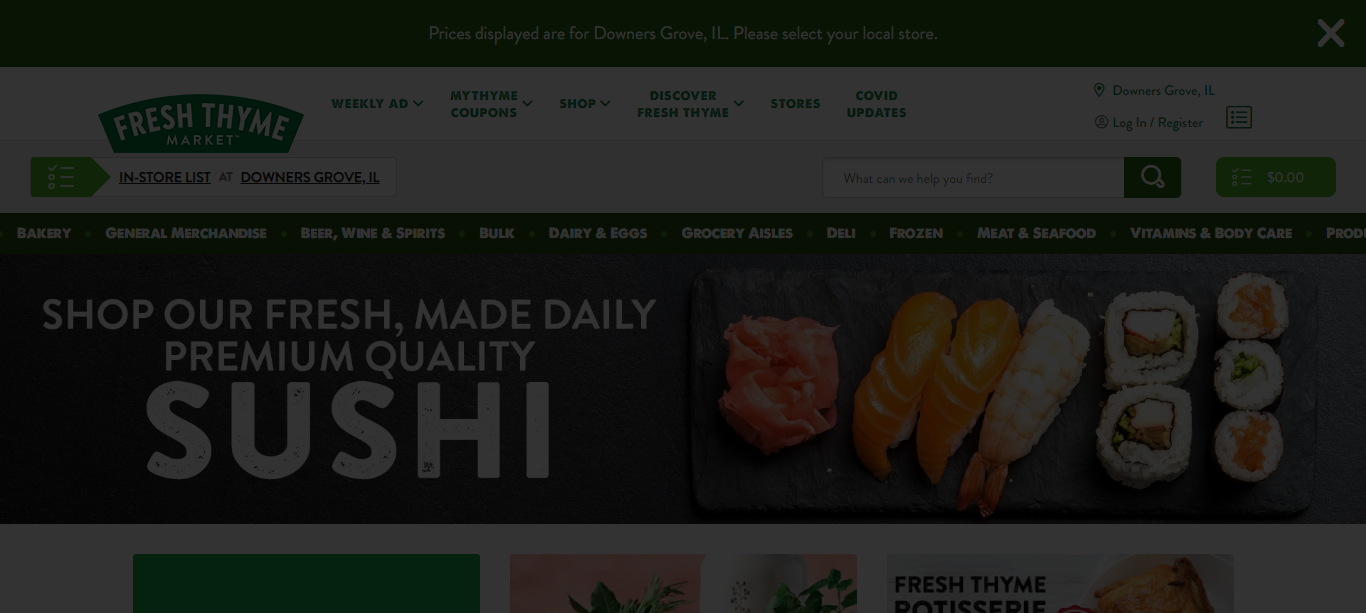 Prices displayed are for Downers Grove, IL. Please select your local store.
FRESH THYME
MARKET
WEEKLY AD
MYTHYME
COUPONS
SHOP
DISCOVER
FRESH THYME
STORES
COVID
UPDATES
Downers Grove, IL
Log In / Register
IN-STORE LIST AT DOWNERS GROVE, IL
What can we help you find?
$0.00
BAKERY • GENERAL MERCHANDISE • BEER, WINE & SPIRITS • BULK • DAIRY & EGGS • GROCERY AISLES • DELI • FROZEN • MEAT & SEAFOOD • VITAMINS & BODY CARE • PROD
SHOP OUR FRESH, MADE DAILY
PREMIUM QUALITY
SUSHI
FRESH THYME
ROTISSERIE